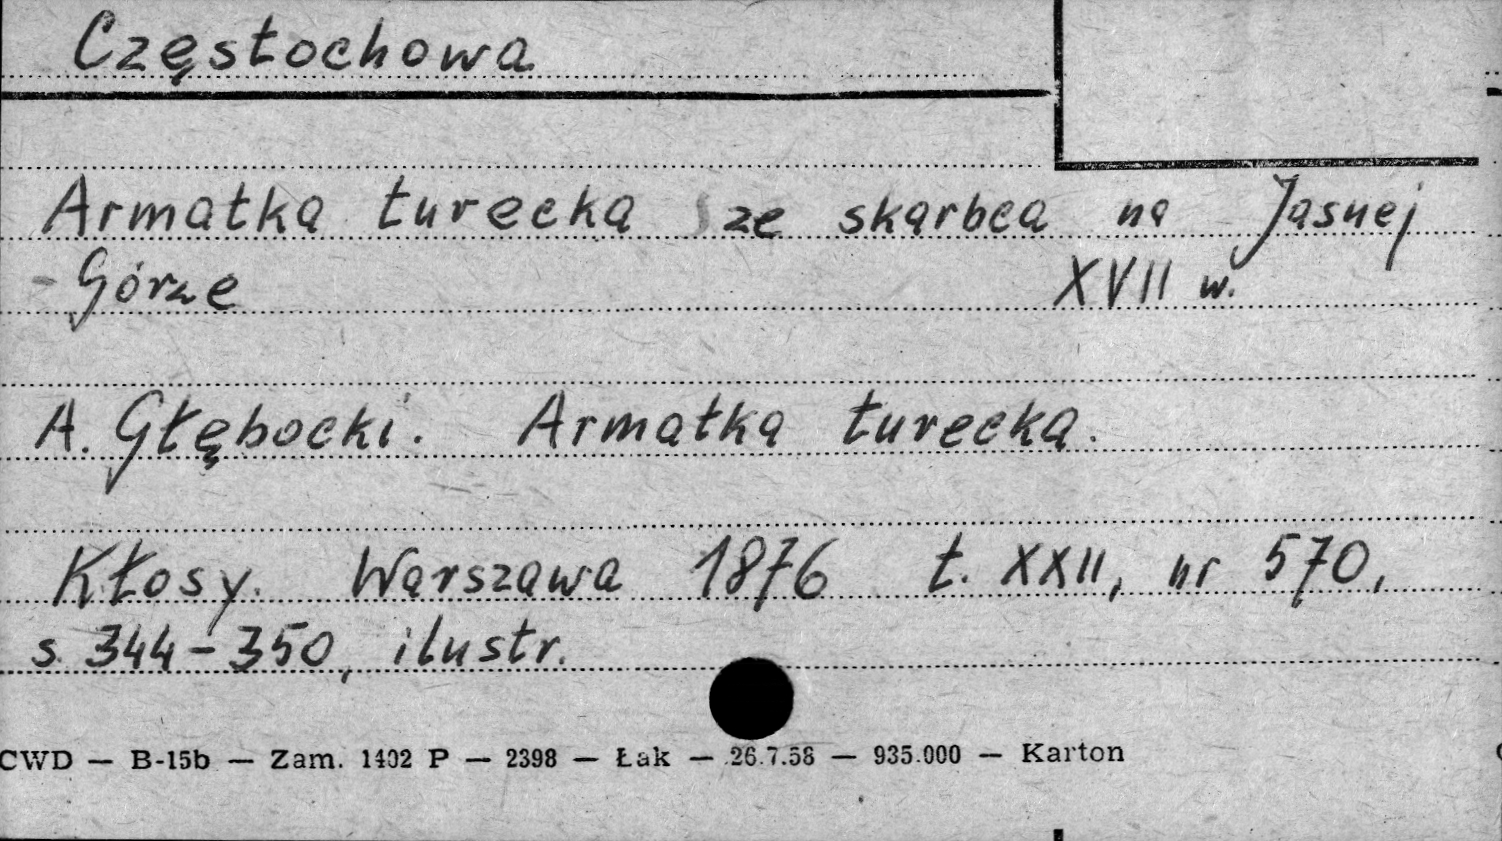 Częstochowa
Armatka turecka ze skarbca na Jasnej
Górze XVII w.
A. Głębocki. Armatka turecka.
Kłosy. Warszawa 1876 t. XXII, nr 570,
s. 344-350, ilustr.
CWD — B-15b — Zam. 1402 P — 2398 — Łak — 26.7.58 — 935.000 — Karton